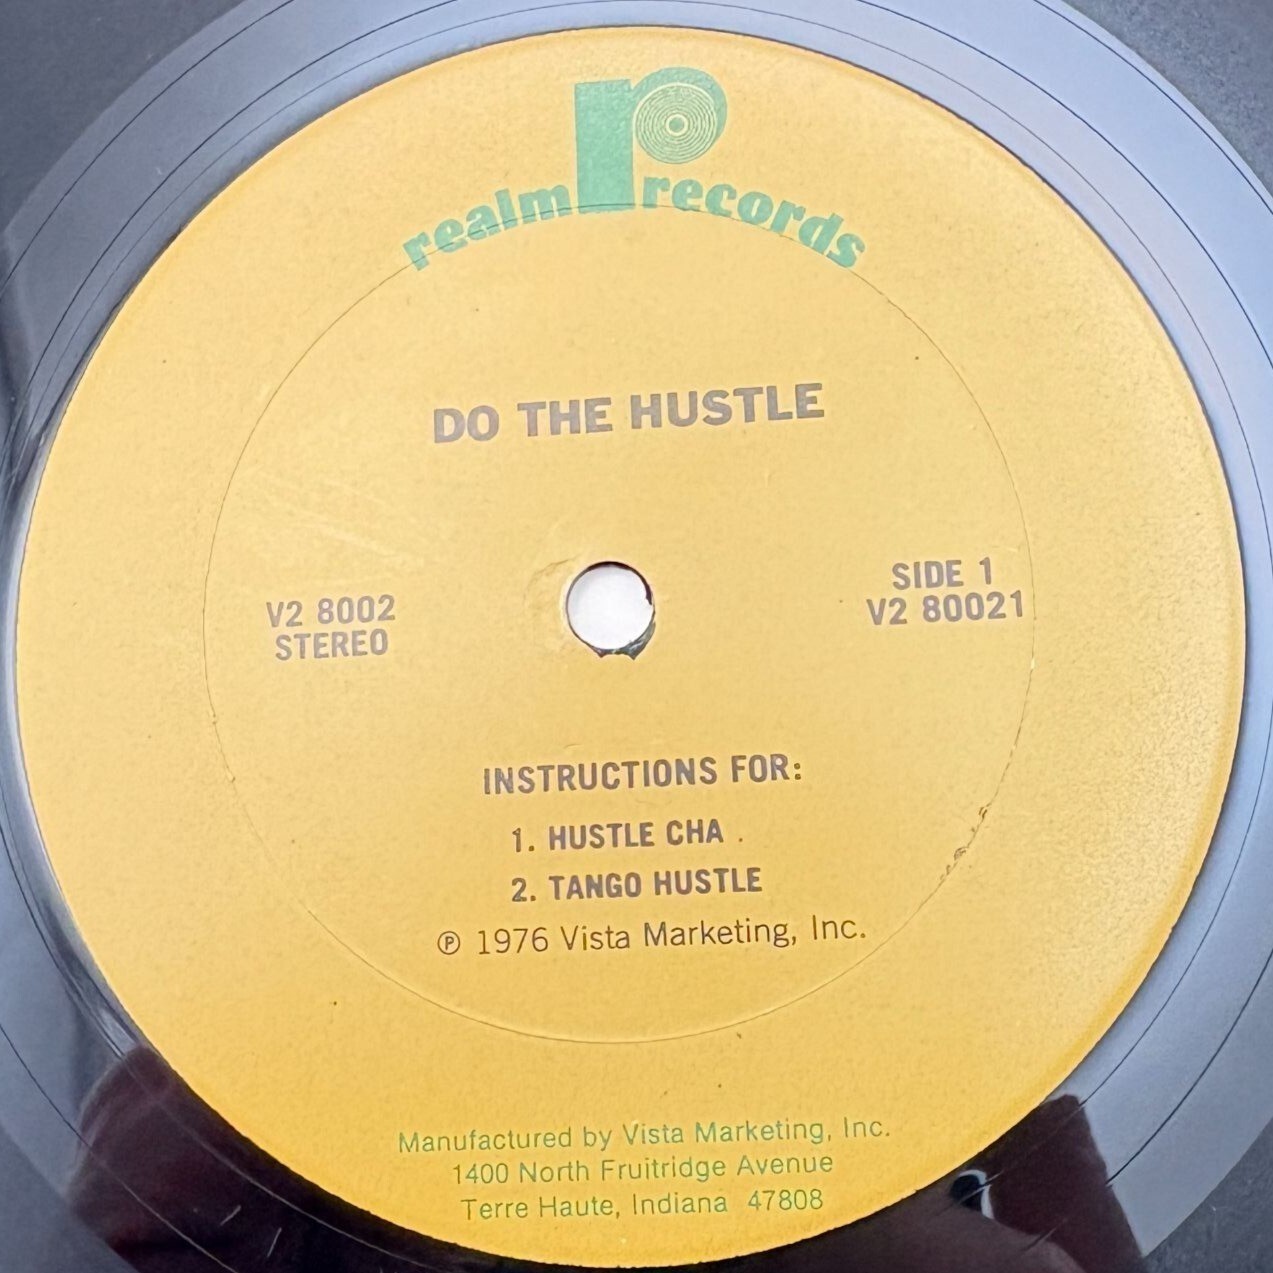 realm records
DO THE HUSTLE
V2 8002
STEREO
SIDE 1
V2 80021
INSTRUCTIONS FOR:
1. HUSTLE CHA .
2. TANGO HUSTLE
℗ 1976 Vista Marketing, Inc.
Manufactured by Vista Marketing, Inc.
1400 North Fruitridge Avenue
Terre Haute, Indiana 47808